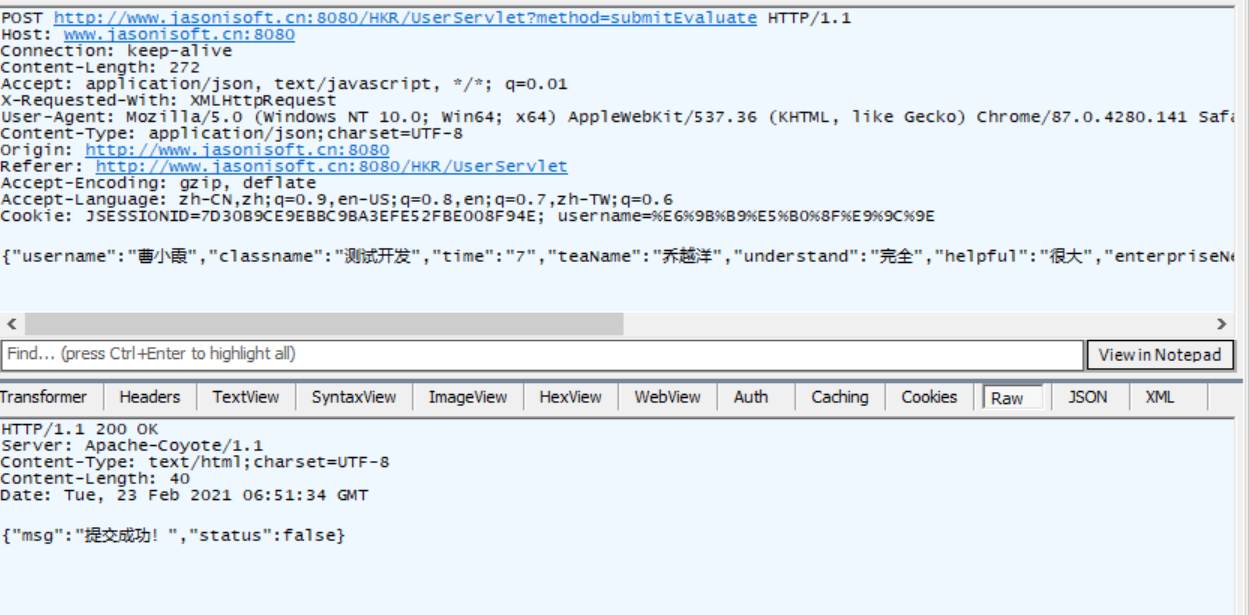 POST http://www.jasonisoft.cn:8080/HKR/UserServlet?method=submitEvaluate HTTP/1.1
Host: www.jasonisoft.cn:8080
Connection: keep-alive
Content-Length: 272
Accept: application/json, text/javascript, */*; q=0.01
X-Requested-With: XMLHttpRequest
User-Agent: Mozilla/5.0 (Windows NT 10.0; Win64; x64) AppleWebKit/537.36 (KHTML, like Gecko) Chrome/87.0.4280.141 Safa
Content-Type: application/json;charset=UTF-8
Origin: http://www.jasonisoft.cn:8080
Referer: http://www.jasonisoft.cn:8080/HKR/UserServlet
Accept-Encoding: gzip, deflate
Accept-Language: zh-CN,zh;q=0.9,en-US;q=0.8,en;q=0.7,zh-TW;q=0.6
Cookie: JSESSIONID=7D30B9CE9EBBC9BA3EFE52FBE008F94E; username=%E6%9B%B9%E5%B0%8F%E9%9C%9E
{"username":"曹小霞","classname":"测试开发","time":"7","teaName":"乔越洋","understand":"完全","helpful":"很大","enterpriseNe
Find... (press Ctrl+Enter to highlight all) View in Notepad
Transformer Headers TextView SyntaxView ImageView HexView WebView Auth Caching Cookies Raw JSON XML
HTTP/1.1 200 OK
Server: Apache-Coyote/1.1
Content-Type: text/html;charset=UTF-8
Content-Length: 40
Date: Tue, 23 Feb 2021 06:51:34 GMT
{"msg":"提交成功！","status":false}